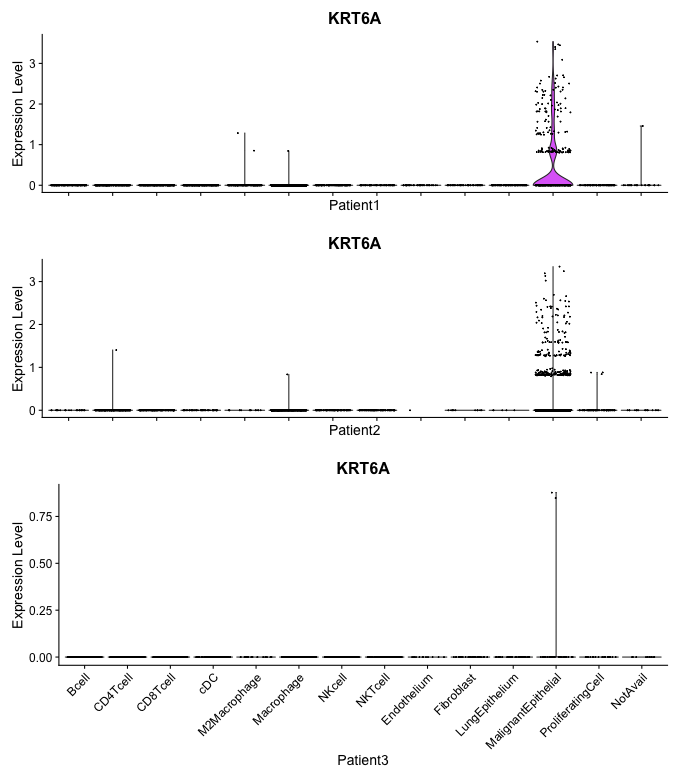 KRT6A
Expression Level
3
2
1
0
Patient1
KRT6A
Expression Level
3
2
1
0
Patient2
KRT6A
Expression Level
0.75
0.50
0.25
0.00
Bcell
CD4Tcell
CD8Tcell
cDC
M2Macrophage
Macrophage
NKcell
NKTcell
Endothelium
Fibroblast
LungEpithelium
MalignantEpithelial
ProliferatingCell
NotAvail
Patient3